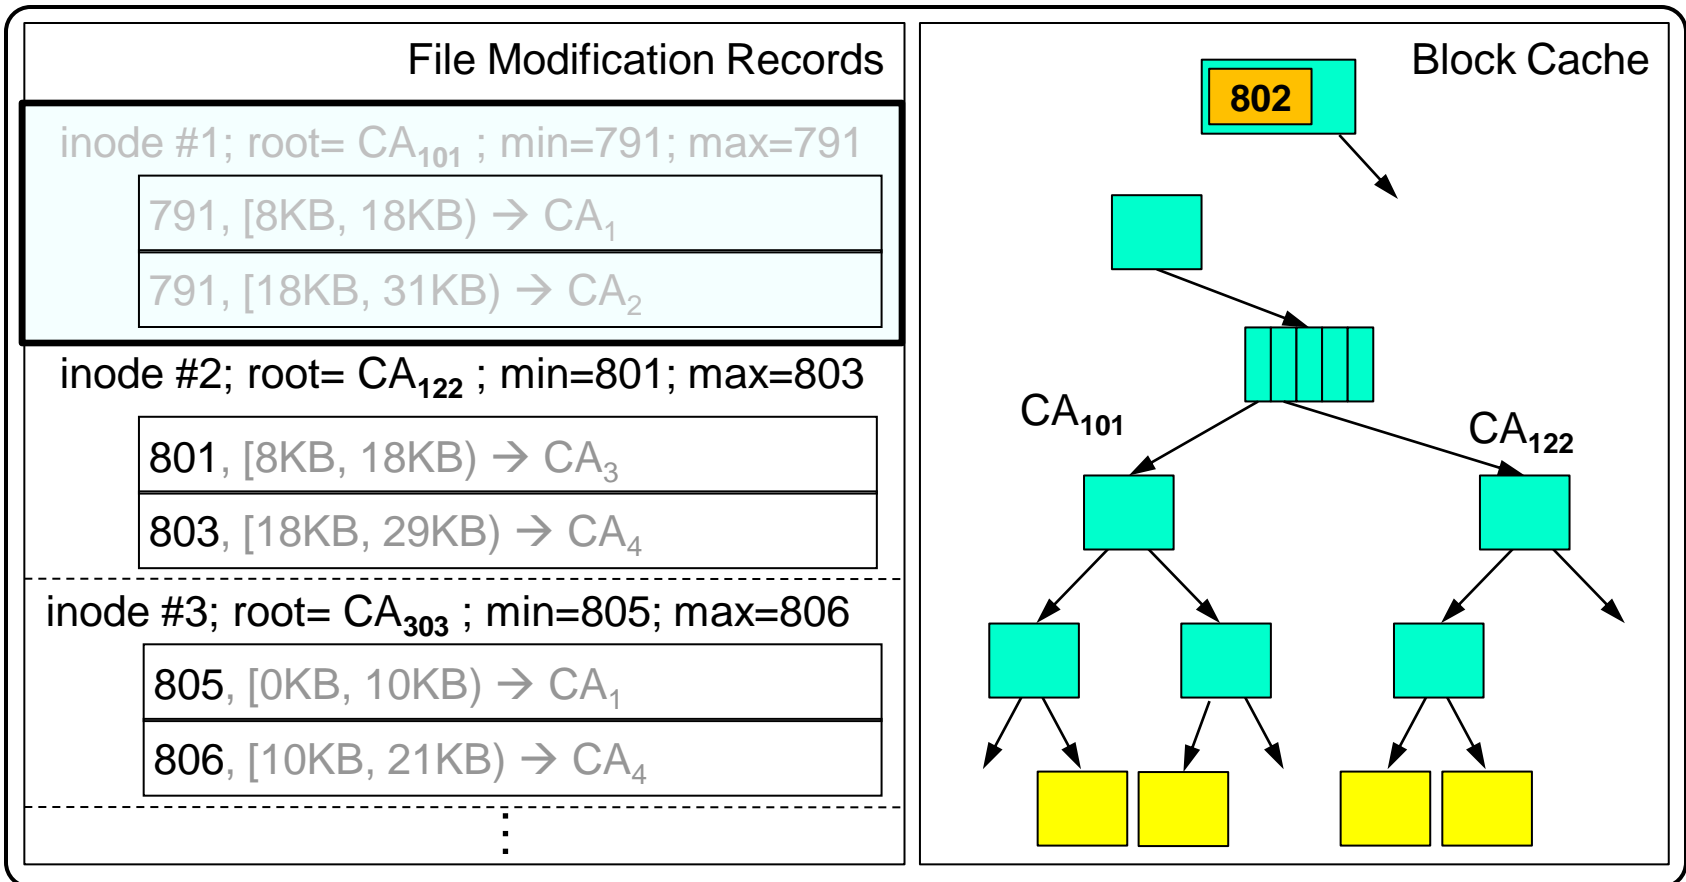 File Modification Records
inode #1; root= CA101 ; min=791; max=791
791, [8KB, 18KB) → CA1
791, [18KB, 31KB) → CA2
inode #2; root= CA122 ; min=801; max=803
801, [8KB, 18KB) → CA3
803, [18KB, 29KB) → CA4
inode #3; root= CA303 ; min=805; max=806
805, [0KB, 10KB) → CA1
806, [10KB, 21KB) → CA4
⋮
Block Cache
802
CA101
CA122